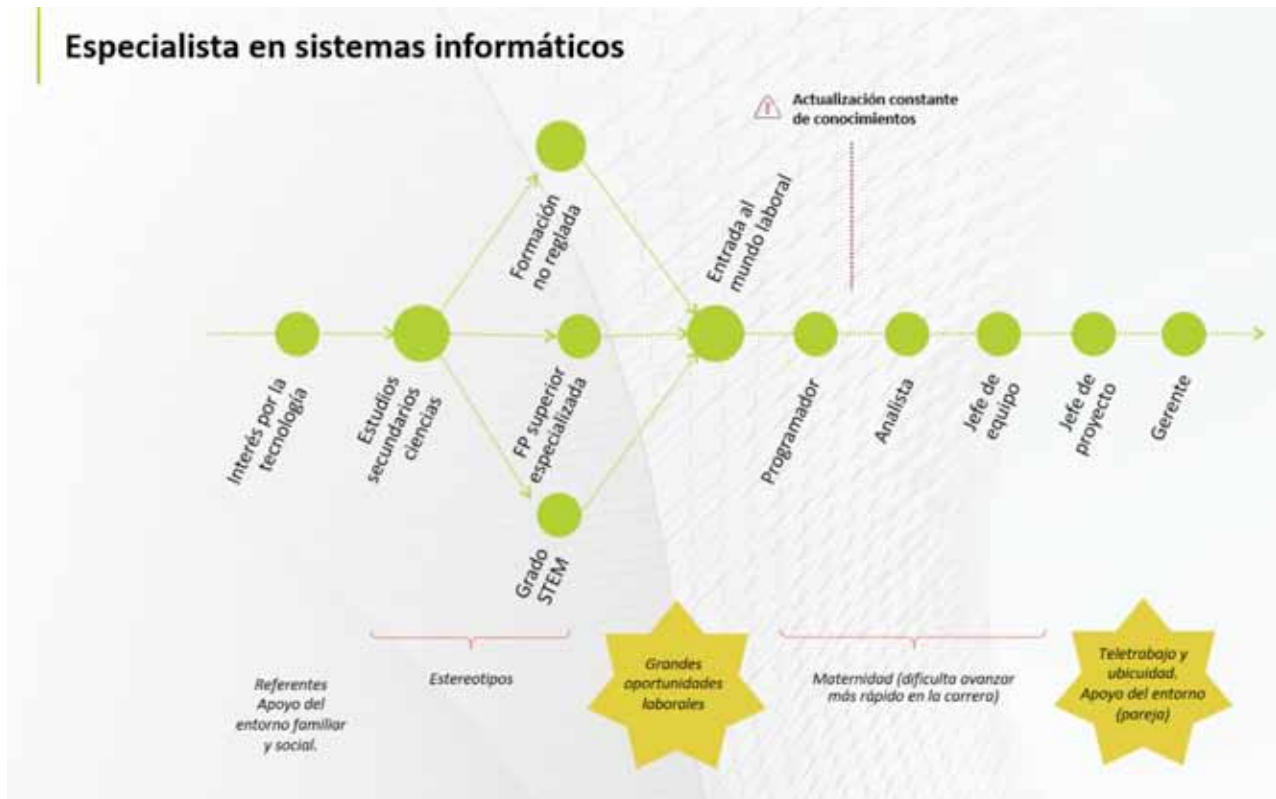 Especialista en sistemas informáticos
Actualización constante
de conocimientos
Formación
no reglada
Entrada al
mundo laboral
Interés por la
tecnología
Estudios
secundarios
ciencias
FP superior
especializada
Programador
Analista
Jefe de
equipo
Jefe de
proyecto
Gerente
Grado
STEM
Referentes
Apoyo del
entorno familiar
y social.
Estereotipos
Grandes
oportunidades
laborales
Maternidad (dificulta avanzar
más rápido en la carrera)
Teletrabajo y
ubicuidad.
Apoyo del entorno
(pareja)